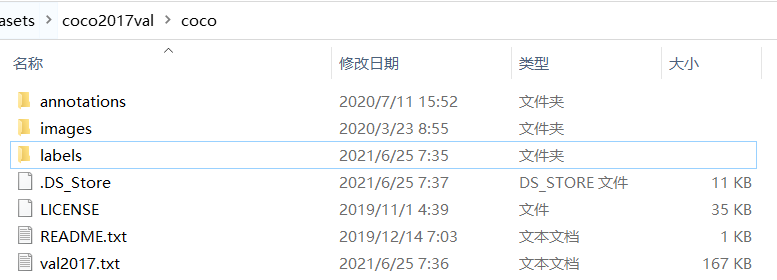 asets > coco2017val > coco
名称 修改日期 类型 大小
annotations 2020/7/11 15:52 文件夹
images 2020/3/23 8:55 文件夹
labels 2021/6/25 7:35 文件夹
.DS_Store 2021/6/25 7:37 DS_STORE 文件 11 KB
LICENSE 2019/11/1 4:39 文件 35 KB
README.txt 2019/12/14 7:03 文本文档 1 KB
val2017.txt 2021/6/25 7:36 文本文档 167 KB